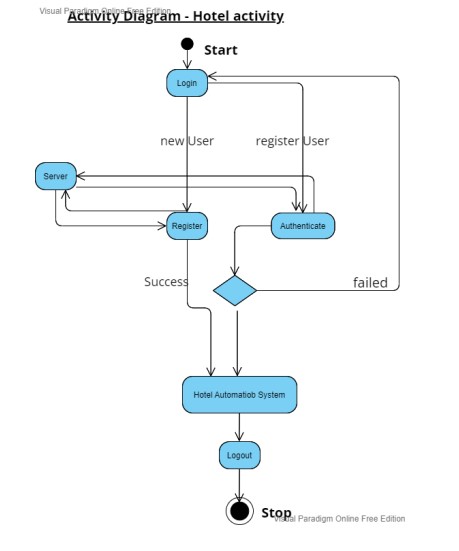 Visual Paradigm Online Free Edition
Activity Diagram - Hotel activity
Start
Login
new User
register User
Server
Register
Authenticate
Success
failed
Hotel Automatiob System
Logout
Stop
Visual Paradigm Online Free Edition